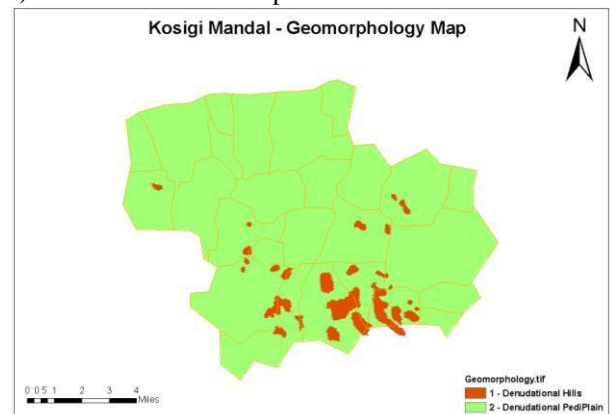 Kosigi Mandal - Geomorphology Map
N
0 0.5 1 2 3 4
Miles
Geomorphology.tif
1 - Denudational Hills
2 - Denudational PediPlain